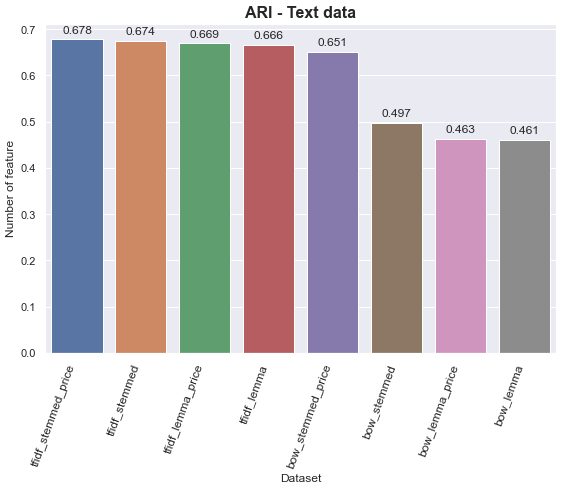 ARI - Text data
0.678
0.674
0.669
0.666
0.651
0.497
0.463
0.461
Number of feature
0.7
0.6
0.5
0.4
0.3
0.2
0.1
0.0
tfidf_stemmed_price
tfidf_stemmed
tfidf_lemma_price
tfidf_lemma
bow_stemmed_price
bow_stemmed
bow_lemma_price
bow_lemma
Dataset